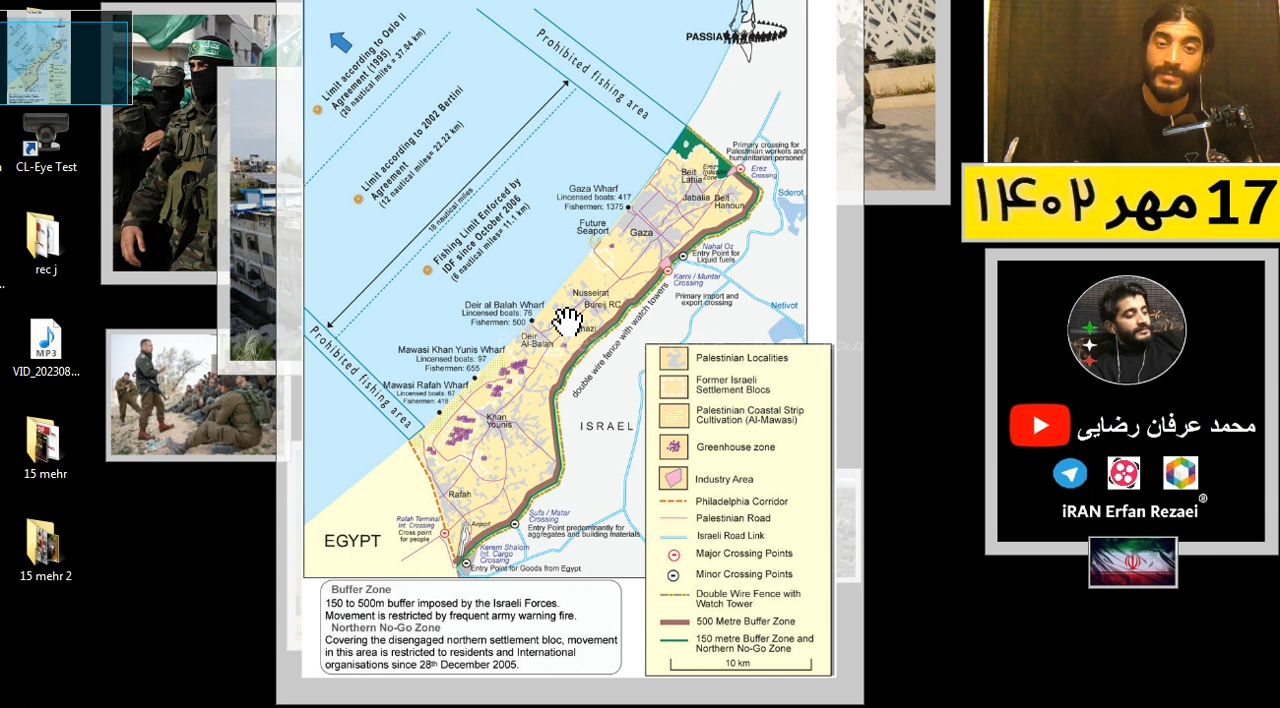 CL-Eye Test
rec j
MP3
VID_202308...
15 mehr
15 mehr 2
Limit according to Oslo II
Agreement (1995)
(20 nautical miles = 37.04 km)
Limit according to 2002 Bertini
Agreement
(12 nautical miles= 22.22 km)
18 nautical miles
Fishing Limit Enforced by
IDF since October 2006
(6 nautical miles= 11.1 km)
Prohibited fishing area
Prohibited fishing area
PASSIA
Primary crossing for
Palestinian workers and
humanitarian personel
Erez
Crossing
Erez
Industrial
Zone
Beit
Lahia
Jabalia
Beit
Hanoun
Sderot
Gaza Wharf
Lincensed boats: 417
Fishermen: 1375
Future
Seaport
Gaza
Nahal Oz
Entry Point for
Liquid fuels
Karni / Muntar
Crossing
Primary import and
export crossing
Netivot
Nusseirat
Bureij RC
Deir al Balah Wharf
Lincensed boats: 76
Fishermen: 500
Deir
Al-Balah
double wire fence with watch towers
Mawasi Khan Yunis Wharf
Lincensed boats: 97
Fishermen: 655
Mawasi Rafah Wharf
Lincensed boats: 67
Fishermen: 418
Khan
Younis
ISRAEL
Rafah
Rafah Terminal
Int. Crossing
Cross point
for people
Airport
Sufa / Matar
Crossing
Entry Point predominantly for
aggregates and building materials
EGYPT
Kerem Shalom
Int. Cargo
Crossing
Entry Point for Goods from Egypt
Palestinian Localities
Former Israeli
Settlement Blocs
Palestinian Coastal Strip
Cultivation (Al-Mawasi)
Greenhouse zone
Industry Area
Philadelphia Corridor
Palestinian Road
Israeli Road Link
Major Crossing Points
Minor Crossing Points
Double Wire Fence with
Watch Tower
500 Metre Buffer Zone
150 metre Buffer Zone and
Northern No-Go Zone
10 km
Buffer Zone
150 to 500m buffer imposed by the Israeli Forces.
Movement is restricted by frequent army warning fire.
Northern No-Go Zone
Covering the disengaged northern settlement bloc, movement
in this area is restricted to residents and International
organisations since 28th December 2005.
17 مهر ۱۴۰۲
محمد عرفان رضایی
iRAN Erfan Rezaei®